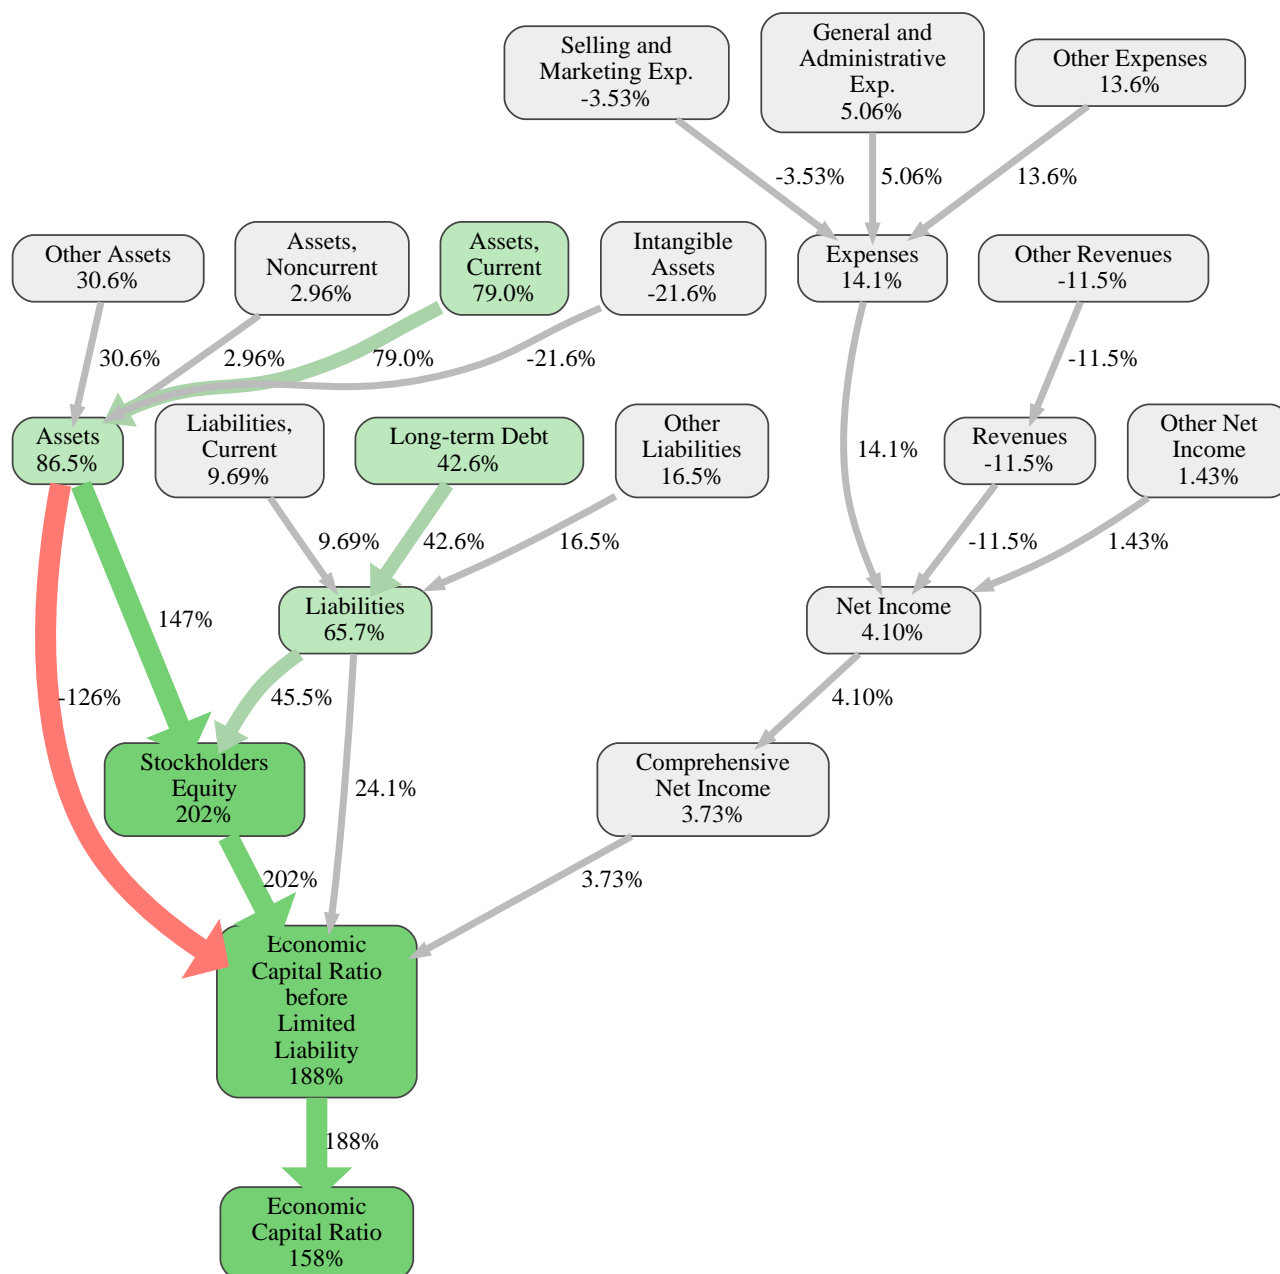 Selling and
Marketing Exp.
-3.53%
General and
Administrative
Exp.
5.06%
Other Expenses
13.6%
-3.53%
5.06%
13.6%
Other Assets
30.6%
Assets,
Noncurrent
2.96%
Assets,
Current
79.0%
Intangible
Assets
-21.6%
Expenses
14.1%
Other Revenues
-11.5%
30.6%
2.96%
79.0%
-21.6%
-11.5%
Assets
86.5%
Liabilities,
Current
9.69%
Long-term Debt
42.6%
Other
Liabilities
16.5%
14.1%
Revenues
-11.5%
Other Net
Income
1.43%
9.69%
42.6%
16.5%
-11.5%
1.43%
147%
Liabilities
65.7%
Net Income
4.10%
-126%
45.5%
4.10%
Stockholders
Equity
202%
24.1%
Comprehensive
Net Income
3.73%
202%
3.73%
Economic
Capital Ratio
before
Limited
Liability
188%
188%
Economic
Capital Ratio
158%